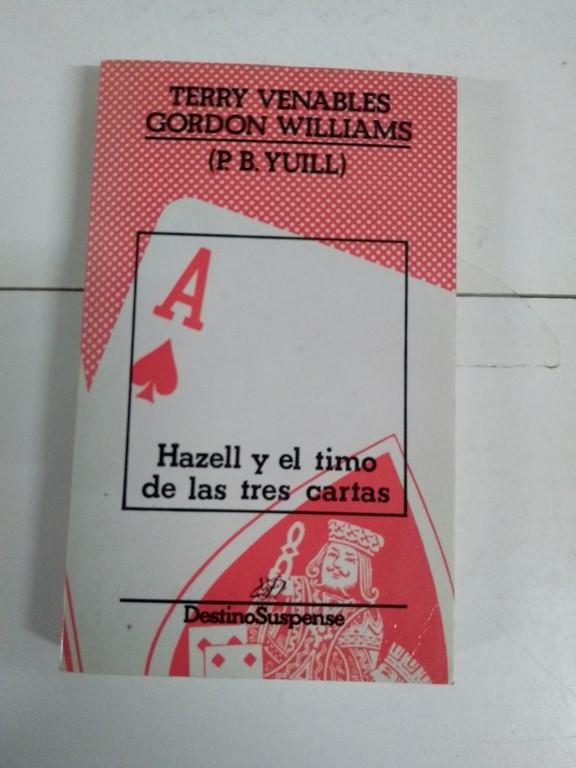 TERRY VENABLES
GORDON WILLIAMS
(P. B. YUILL)
A
Hazell y el timo
de las tres cartas
DestinoSuspense